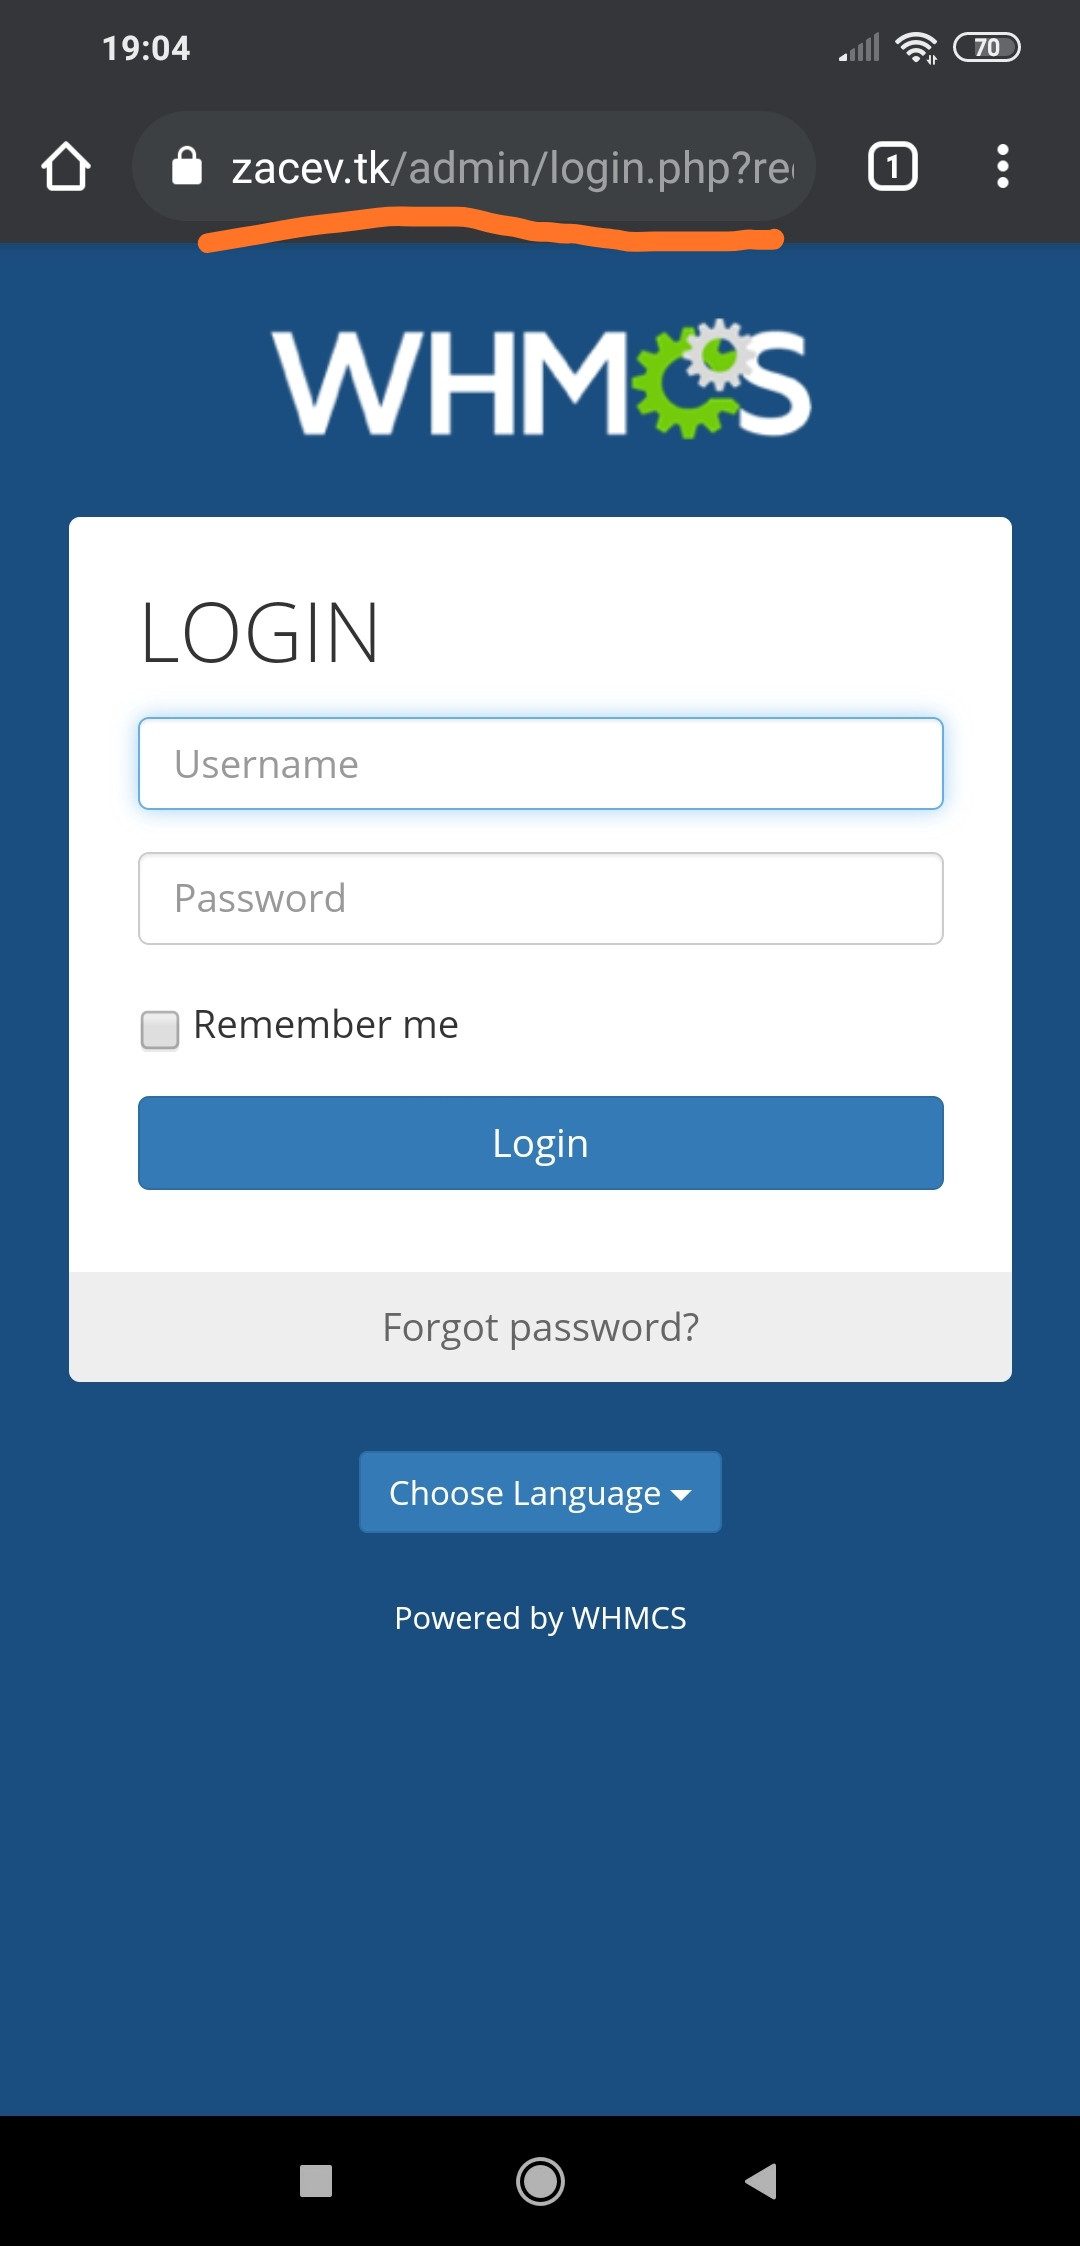 19:04
70
zacev.tk/admin/login.php?re
1
WHMCS
LOGIN
Username
Password
Remember me
Login
Forgot password?
Choose Language
Powered by WHMCS